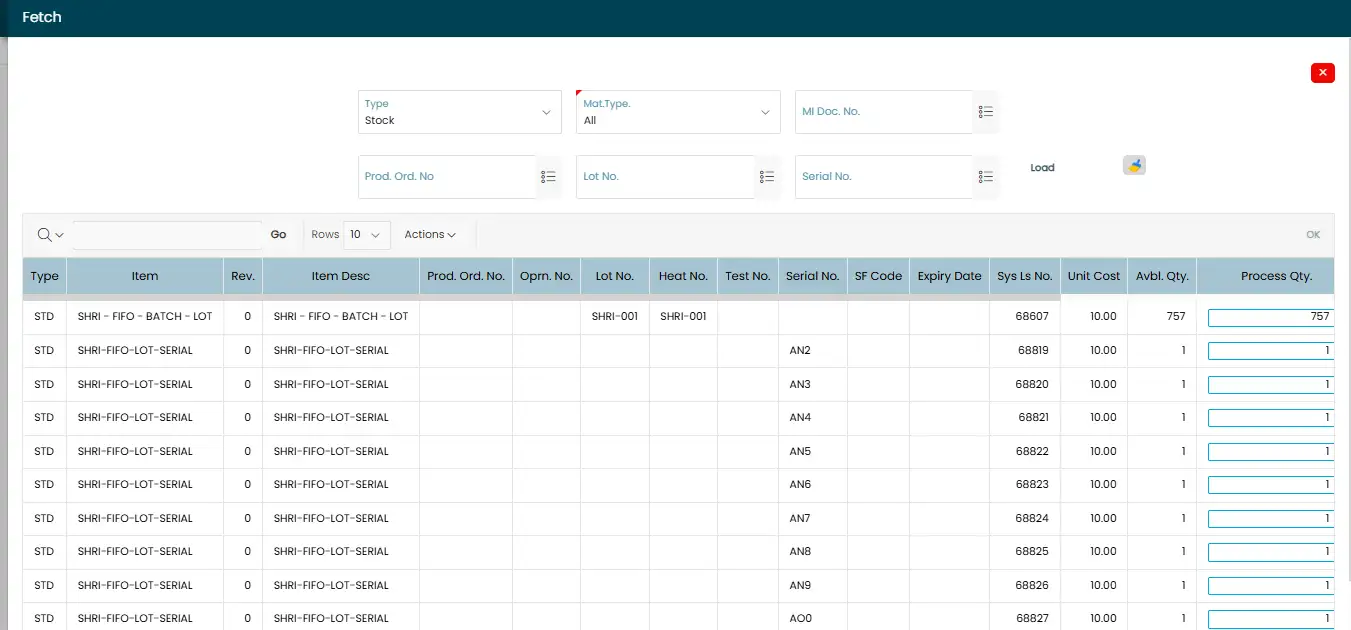 Fetch
Type
Stock
Mat.Type.
All
MI Doc. No.
Prod. Ord. No
Lot No.
Serial No.
Load
Go Rows 10 Actions OK
Type Item Rev. Item Desc Prod. Ord. No. Oprn. No. Lot No. Heat No. Test No. Serial No. SF Code Expiry Date Sys Ls No. Unit Cost Avbl. Qty. Process Qty.
STD SHRI - FIFO - BATCH - LOT 0 SHRI - FIFO - BATCH - LOT SHRI-001 SHRI-001 68607 10.00 757 757
STD SHRI-FIFO-LOT-SERIAL 0 SHRI-FIFO-LOT-SERIAL AN2 68819 10.00 1 1
STD SHRI-FIFO-LOT-SERIAL 0 SHRI-FIFO-LOT-SERIAL AN3 68820 10.00 1 1
STD SHRI-FIFO-LOT-SERIAL 0 SHRI-FIFO-LOT-SERIAL AN4 68821 10.00 1 1
STD SHRI-FIFO-LOT-SERIAL 0 SHRI-FIFO-LOT-SERIAL AN5 68822 10.00 1 1
STD SHRI-FIFO-LOT-SERIAL 0 SHRI-FIFO-LOT-SERIAL AN6 68823 10.00 1 1
STD SHRI-FIFO-LOT-SERIAL 0 SHRI-FIFO-LOT-SERIAL AN7 68824 10.00 1 1
STD SHRI-FIFO-LOT-SERIAL 0 SHRI-FIFO-LOT-SERIAL AN8 68825 10.00 1 1
STD SHRI-FIFO-LOT-SERIAL 0 SHRI-FIFO-LOT-SERIAL AN9 68826 10.00 1 1
STD SHRI-FIFO-LOT-SERIAL 0 SHRI-FIFO-LOT-SERIAL AO0 68827 10.00 1 1